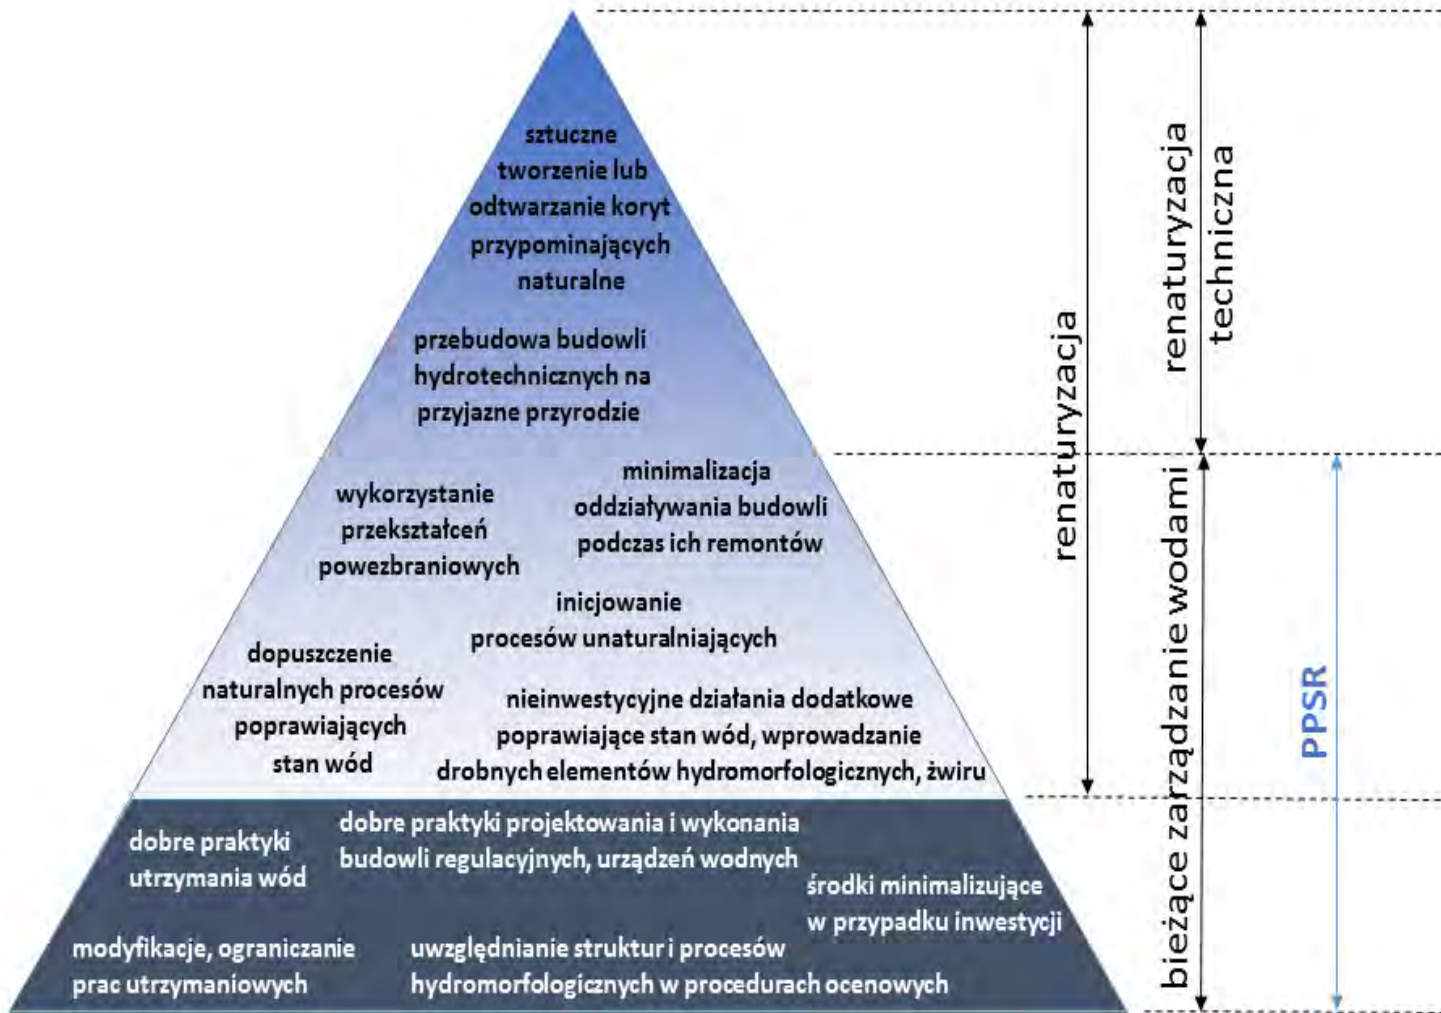 sztuczne
tworzenie lub
odtwarzanie koryt
przypominających
naturalne
przebudowa budowli
hydrotechnicznych na
przyjazne przyrodzie
wykorzystanie
przekształceń
powezbraniowych
minimalizacja
oddziaływania budowli
podczas ich remontów
inicjowanie
procesów unaturalniających
dopuszczenie
naturalnych procesów
poprawiających
stan wód
nieinwestycyjne działania dodatkowe
poprawiające stan wód, wprowadzanie
drobnych elementów hydromorfologicznych, żwiru
dobre praktyki
utrzymania wód
dobre praktyki projektowania i wykonania
budowli regulacyjnych, urządzeń wodnych
środki minimalizujące
w przypadku inwestycji
modyfikacje, ograniczanie
prac utrzymaniowych
uwzględnianie struktur i procesów
hydromorfologicznych w procedurach ocenowych
renaturyzacja
renaturyzacja
techniczna
bieżące zarządzanie wodami
PPSR